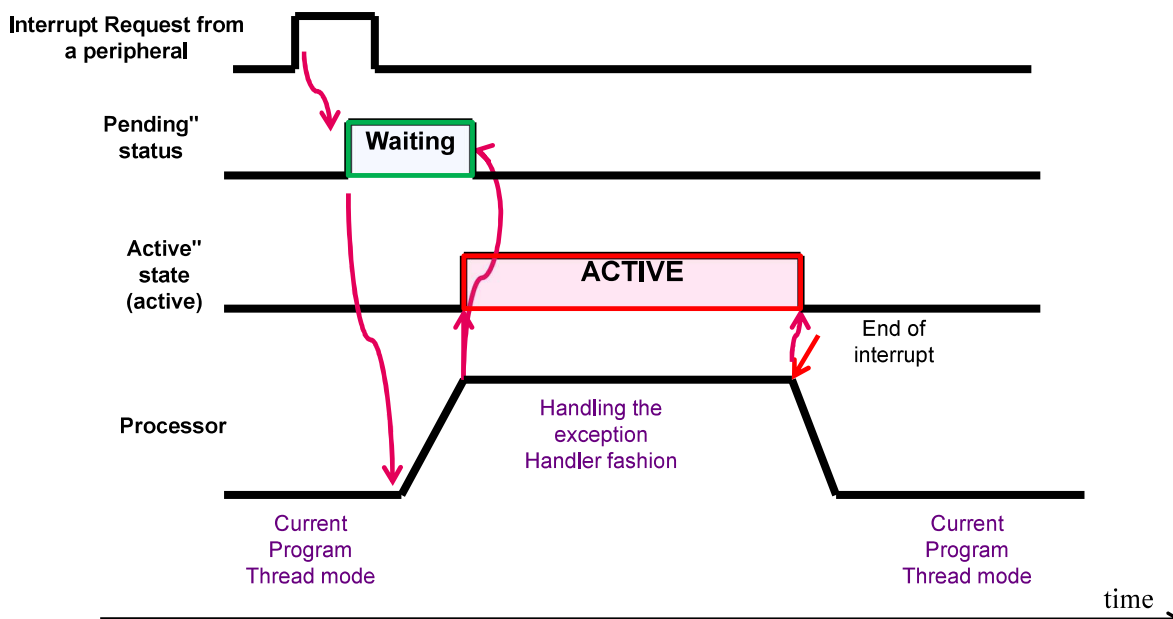 Interrupt Request from
a peripheral
Pending"
status
Waiting
Active"
state
(active)
ACTIVE
End of
interrupt
Processor
Handling the
exception
Handler fashion
Current
Program
Thread mode
Current
Program
Thread mode
time